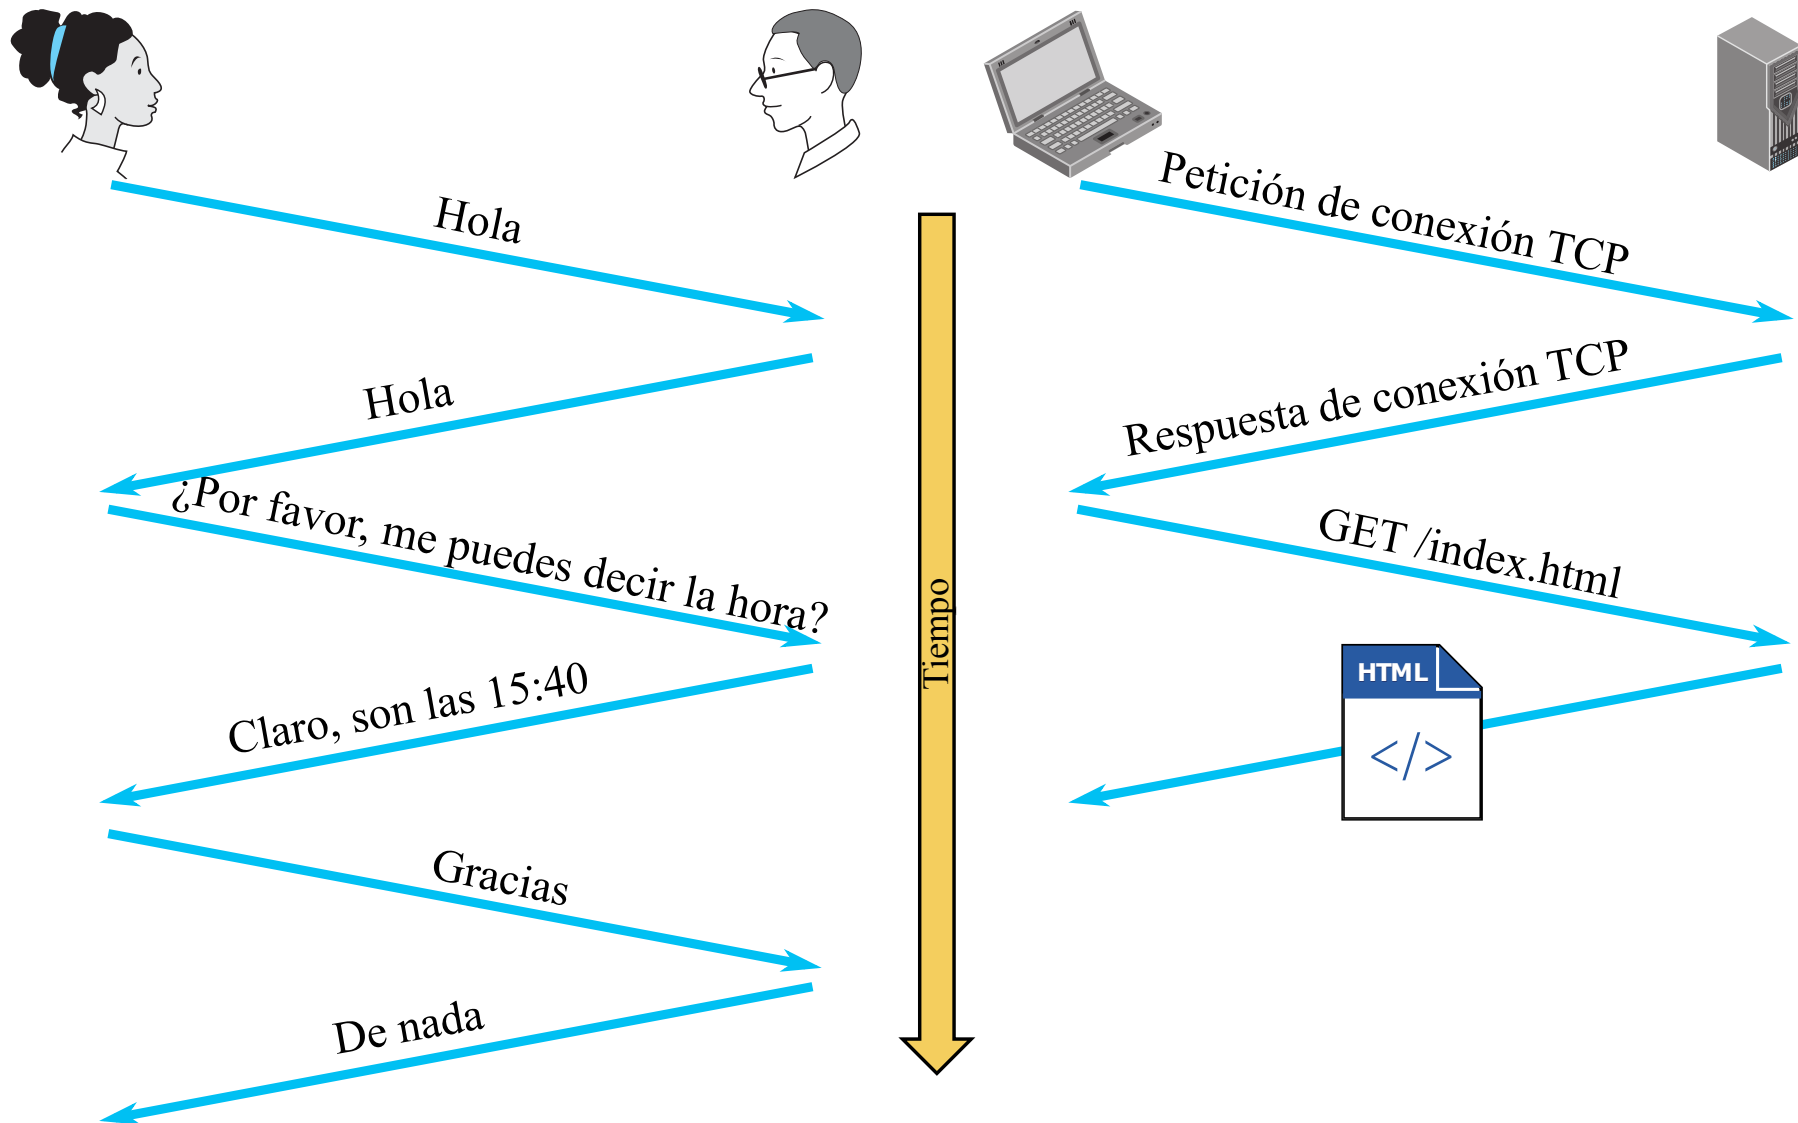 Hola
Hola
¿Por favor, me puedes decir la hora?
Claro, son las 15:40
Gracias
De nada
Tiempo
Petición de conexión TCP
Respuesta de conexión TCP
GET /index.html
HTML
</>